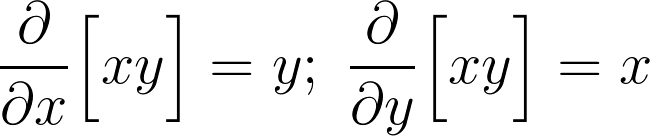 ∂/∂x [xy] = y; ∂/∂y [xy] = x